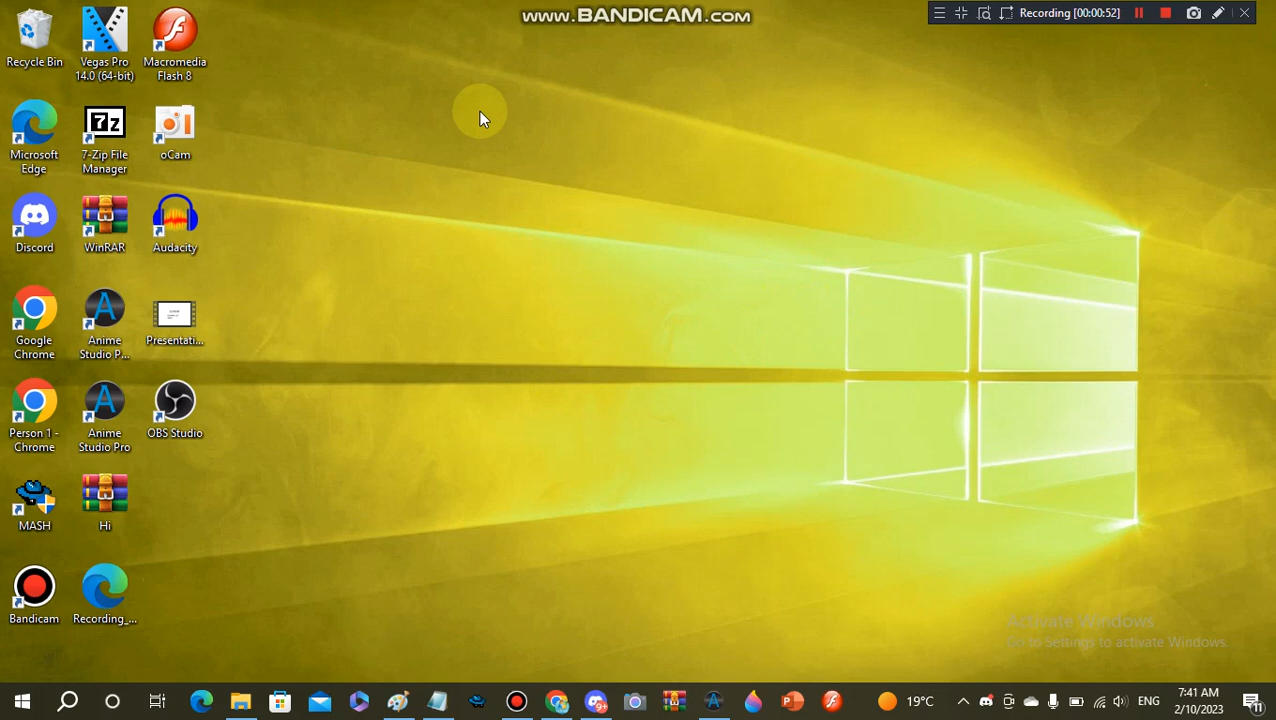 www.BANDICAM.com
Recording [00:00:52]
Recycle Bin
Vegas Pro
14.0 (64-bit)
Macromedia
Flash 8
Microsoft
Edge
7z
7-Zip File
Manager
oCam
Discord
WinRAR
Audacity
Google
Chrome
Anime
Studio P...
Presentati...
Person 1 -
Chrome
Anime
Studio Pro
OBS Studio
MASH
Hi
Bandicam
Recording_...
Activate Windows
Go to Settings to activate Windows.
9+
19°C
ENG
7:41 AM
2/10/2023
11